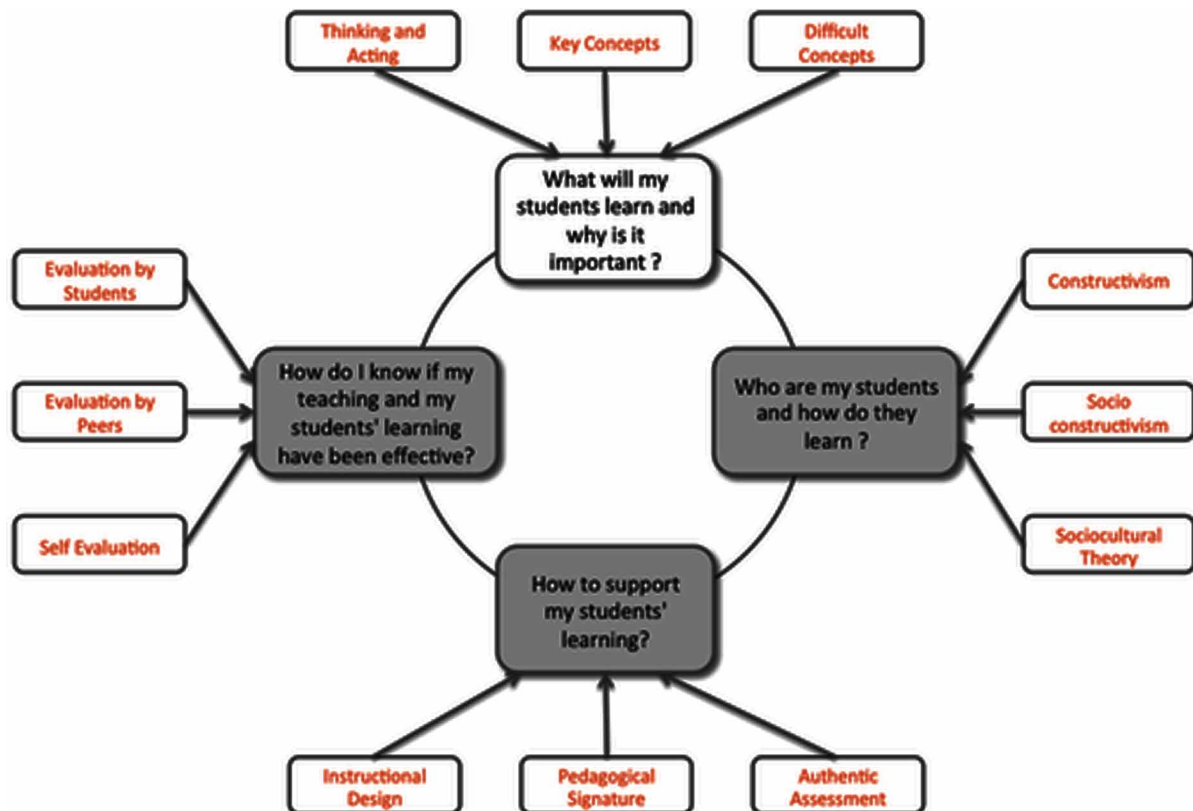 Thinking and
Acting
Key Concepts
Difficult
Concepts
What will my
students learn and
why is it
important ?
Evaluation by
Students
Constructivism
How do I know if my
teaching and my
students' learning
have been effective?
Who are my students
and how do they
learn ?
Evaluation by
Peers
Socio
constructivism
Self Evaluation
Sociocultural
Theory
How to support
my students'
learning?
Instructional
Design
Pedagogical
Signature
Authentic
Assessment